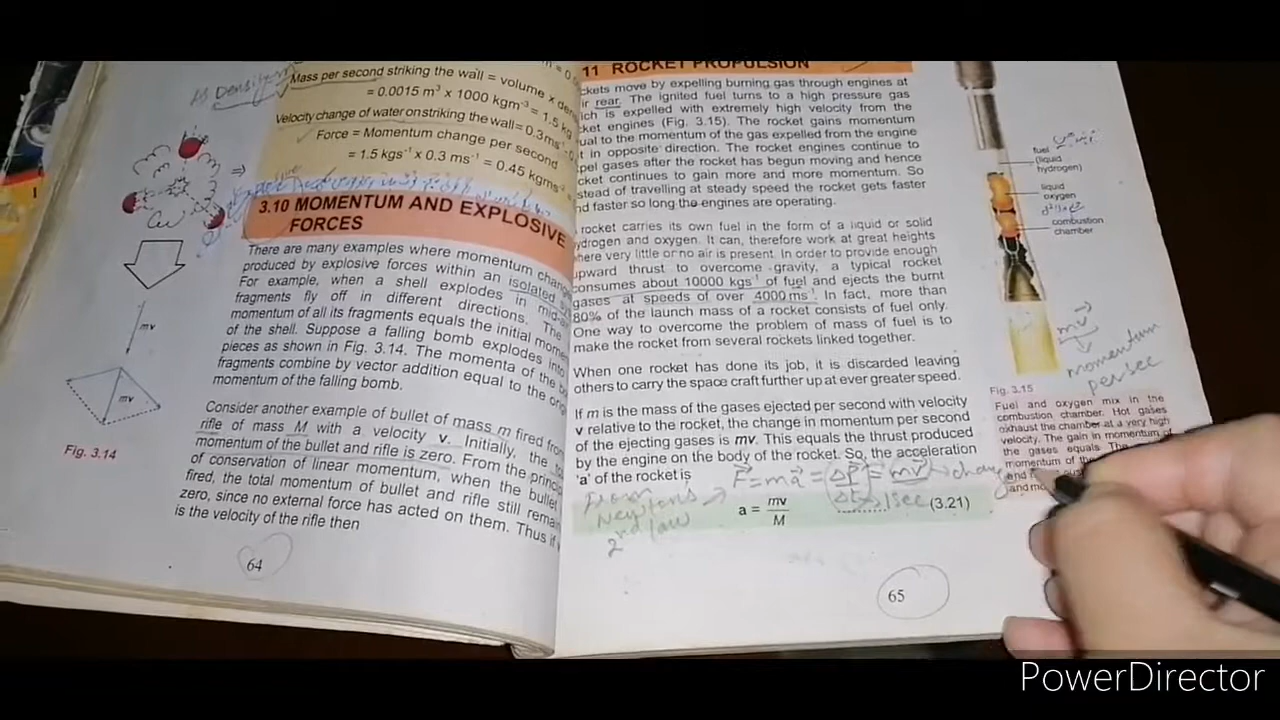 Density
Mass per second striking the wall = volume x
= 0.0015 m³ x 1000 kgm⁻³ = 1.5 kg
Velocity change of water on striking the wall = 0.3ms⁻¹
Force = Momentum change per second
= 1.5 kgs⁻¹ x 0.3 ms⁻¹ = 0.45 kgms⁻²
3.10 MOMENTUM AND EXPLOSIVE
FORCES
There are many examples where momentum
produced by explosive forces within an isolated
For example, when a shell explodes in
fragments fly off in different directions. The
momentum of all its fragments equals the initial
of the shell. Suppose a falling bomb explodes
pieces as shown in Fig. 3.14. The momenta of the
fragments combine by vector addition equal to the
momentum of the falling bomb.
Consider another example of bullet of mass m fired
rifle of mass M with a velocity v. Initially, the
momentum of the bullet and rifle is zero. From the
of conservation of linear momentum, when the bullet
fired, the total momentum of bullet and rifle still
zero, since no external force has acted on them. Thus if
is the velocity of the rifle then
mv
mv
Fig. 3.14
64
11 ROCKET PROPULSION
move by expelling burning gas through engines at
rear. The ignited fuel turns to a high pressure gas
is expelled with extremely high velocity from the
engines (Fig. 3.15). The rocket gains momentum
to the momentum of the gas expelled from the engine
in opposite direction. The rocket engines continue to
gases after the rocket has begun moving and hence
continues to gain more and more momentum. So
of travelling at steady speed the rocket gets faster
faster so long the engines are operating.
rocket carries its own fuel in the form of a liquid or solid
and oxygen. It can, therefore work at great heights
very little or no air is present. In order to provide enough
upward thrust to overcome gravity, a typical rocket
consumes about 10000 kgs⁻¹ of fuel and ejects the burnt
gases at speeds of over 4000 ms⁻¹. In fact, more than
80% of the launch mass of a rocket consists of fuel only.
One way to overcome the problem of mass of fuel is to
make the rocket from several rockets linked together.
When one rocket has done its job, it is discarded leaving
others to carry the space craft further up at ever greater speed.
If m is the mass of the gases ejected per second with velocity
v relative to the rocket, the change in momentum per second
of the ejecting gases is mv. This equals the thrust produced
by the engine on the body of the rocket. So, the acceleration
'a' of the rocket is
F = ma = ΔP/Δt = mv/1sec
From
Newtons
2nd law
a = mv/M .......... (3.21)
65
fuel
(liquid
hydrogen)
liquid
oxygen
combustion
chamber
mv
momentum
per sec
Fig. 3.15
Fuel and oxygen mix in the
combustion chamber. Hot gases
exhaust the chamber at a very high
velocity. The gain in momentum of
the gases equals
momentum of
PowerDirector